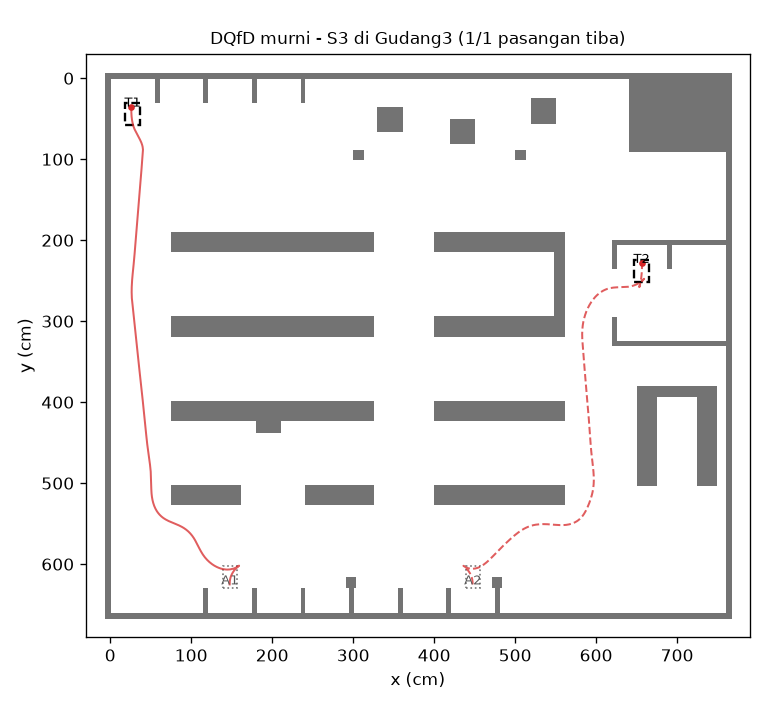 DQfD murni - S3 di Gudang3 (1/1 pasangan tiba)
0
100
200
300
400
500
600
y (cm)
T1
T2
A1
A2
0 100 200 300 400 500 600 700
x (cm)